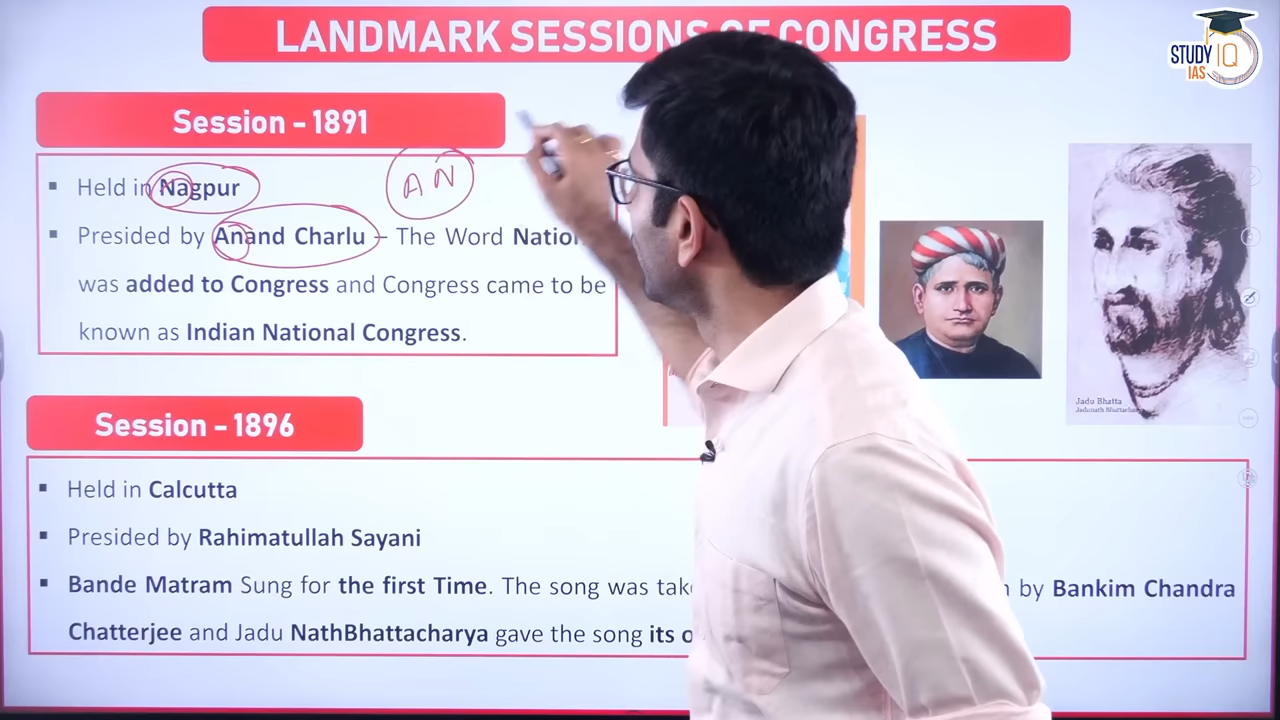 LANDMARK SESSIONS OF CONGRESS
STUDY IQ
IAS
Session - 1891
▪ Held in Nagpur
A N
▪ Presided by Anand Charlu – The Word
was added to Congress and Congress came to be
known as Indian National Congress.
Jadu Bhatta
Session - 1896
▪ Held in Calcutta
▪ Presided by Rahimatullah Sayani
▪ Bande Matram Sung for the first Time. The song was by Bankim Chandra
Chatterjee and Jadu NathBhattacharya gave the song its